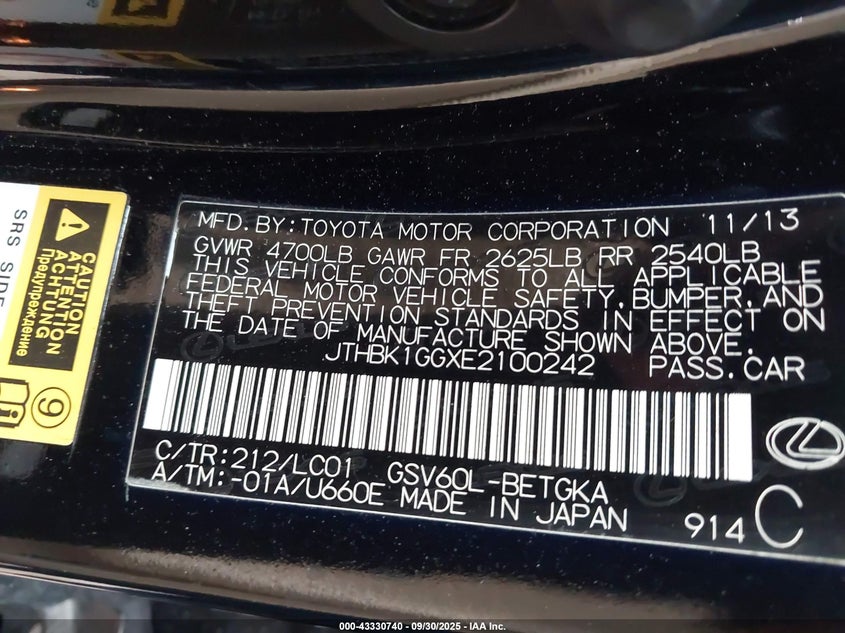 MFD.BY:TOYOTA MOTOR CORPORATION 11/13
GVWR 4700LB GAWR FR 2625LB RR 2540LB
THIS VEHICLE CONFORMS TO ALL APPLICABLE
FEDERAL MOTOR VEHICLE SAFETY,BUMPER,AND
THEFT PREVENTION STANDARDS IN EFFECT ON
THE DATE OF MANUFACTURE SHOWN ABOVE.
JTHBK1GGXE2100242 PASS.CAR
C/TR:212/LC01 GSV60L-BETGKA
A/TM:-01A/U660E MADE IN JAPAN
914 C
SRS SIDE
CAUTION
ATTENTION
ACHTUNG
Предупреждение
9
000-43330740 - 09/30/2025 - IAA Inc.